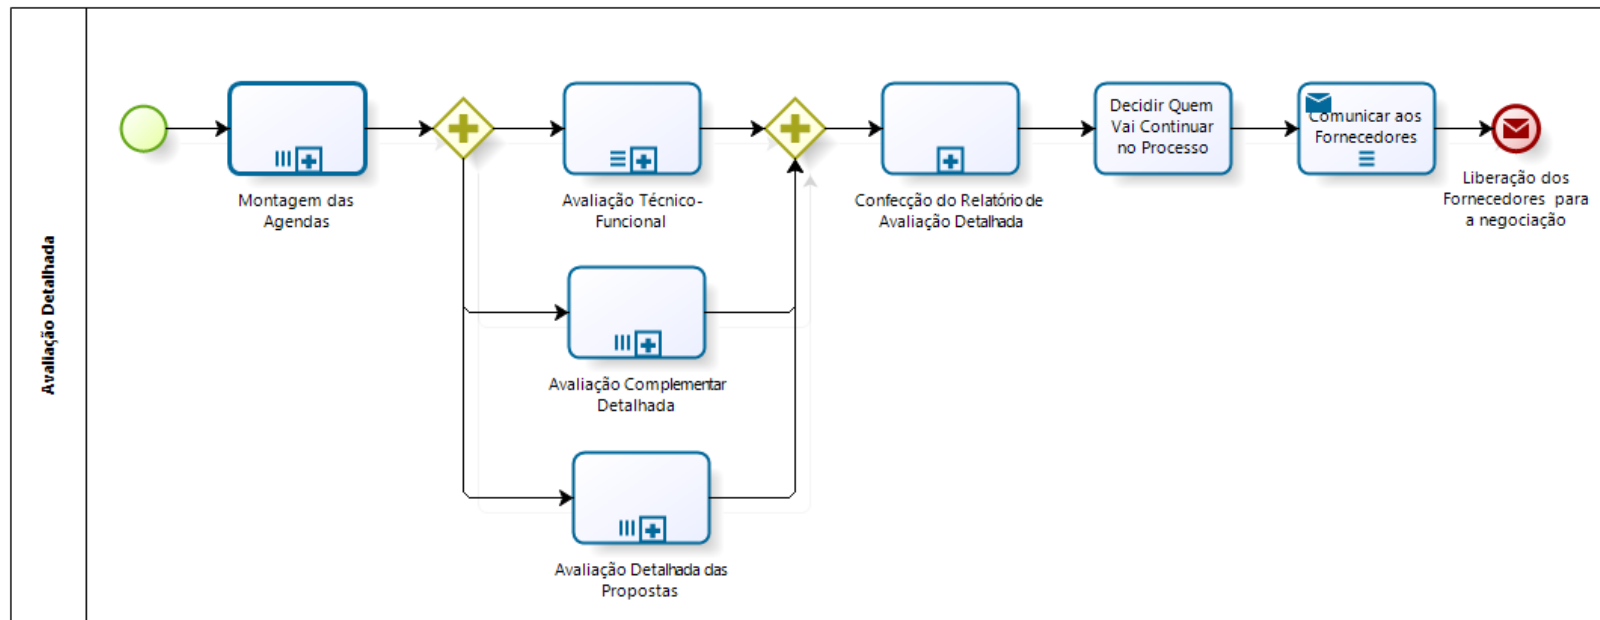 Avaliação Detalhada
Montagem das
Agendas
Avaliação Técnico-
Funcional
Avaliação Complementar
Detalhada
Avaliação Detalhada das
Propostas
Confecção do Relatório de
Avaliação Detalhada
Decidir Quem
Vai Continuar
no Processo
Comunicar aos
Fornecedores
Liberação dos
Fornecedores para
a negociação